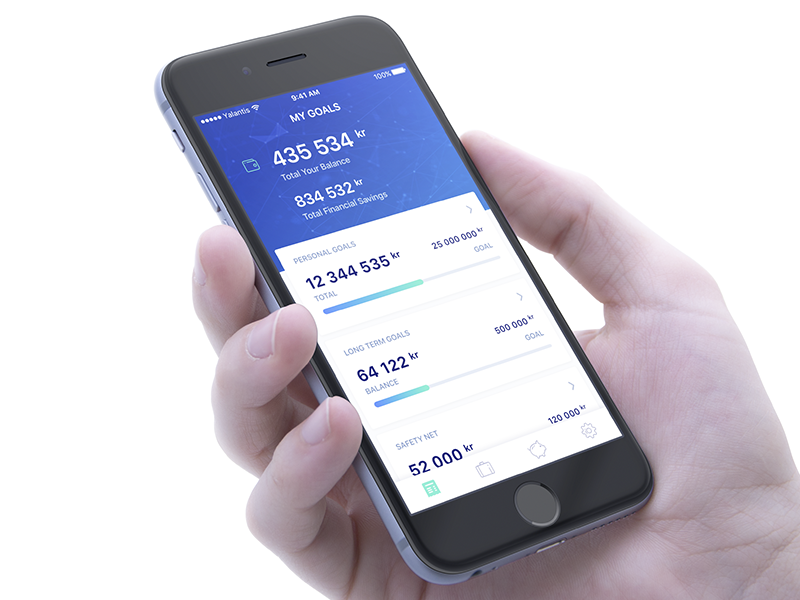 Yalantis 9:41 AM 100%
MY GOALS
435 534 kr
Total Your Balance
834 532 kr
Total Financial Savings
PERSONAL GOALS
12 344 535 kr 25 000 000 kr
TOTAL GOAL
LONG TERM GOALS
64 122 kr 500 000 kr
BALANCE GOAL
SAFETY NET
52 000 kr 120 000 kr